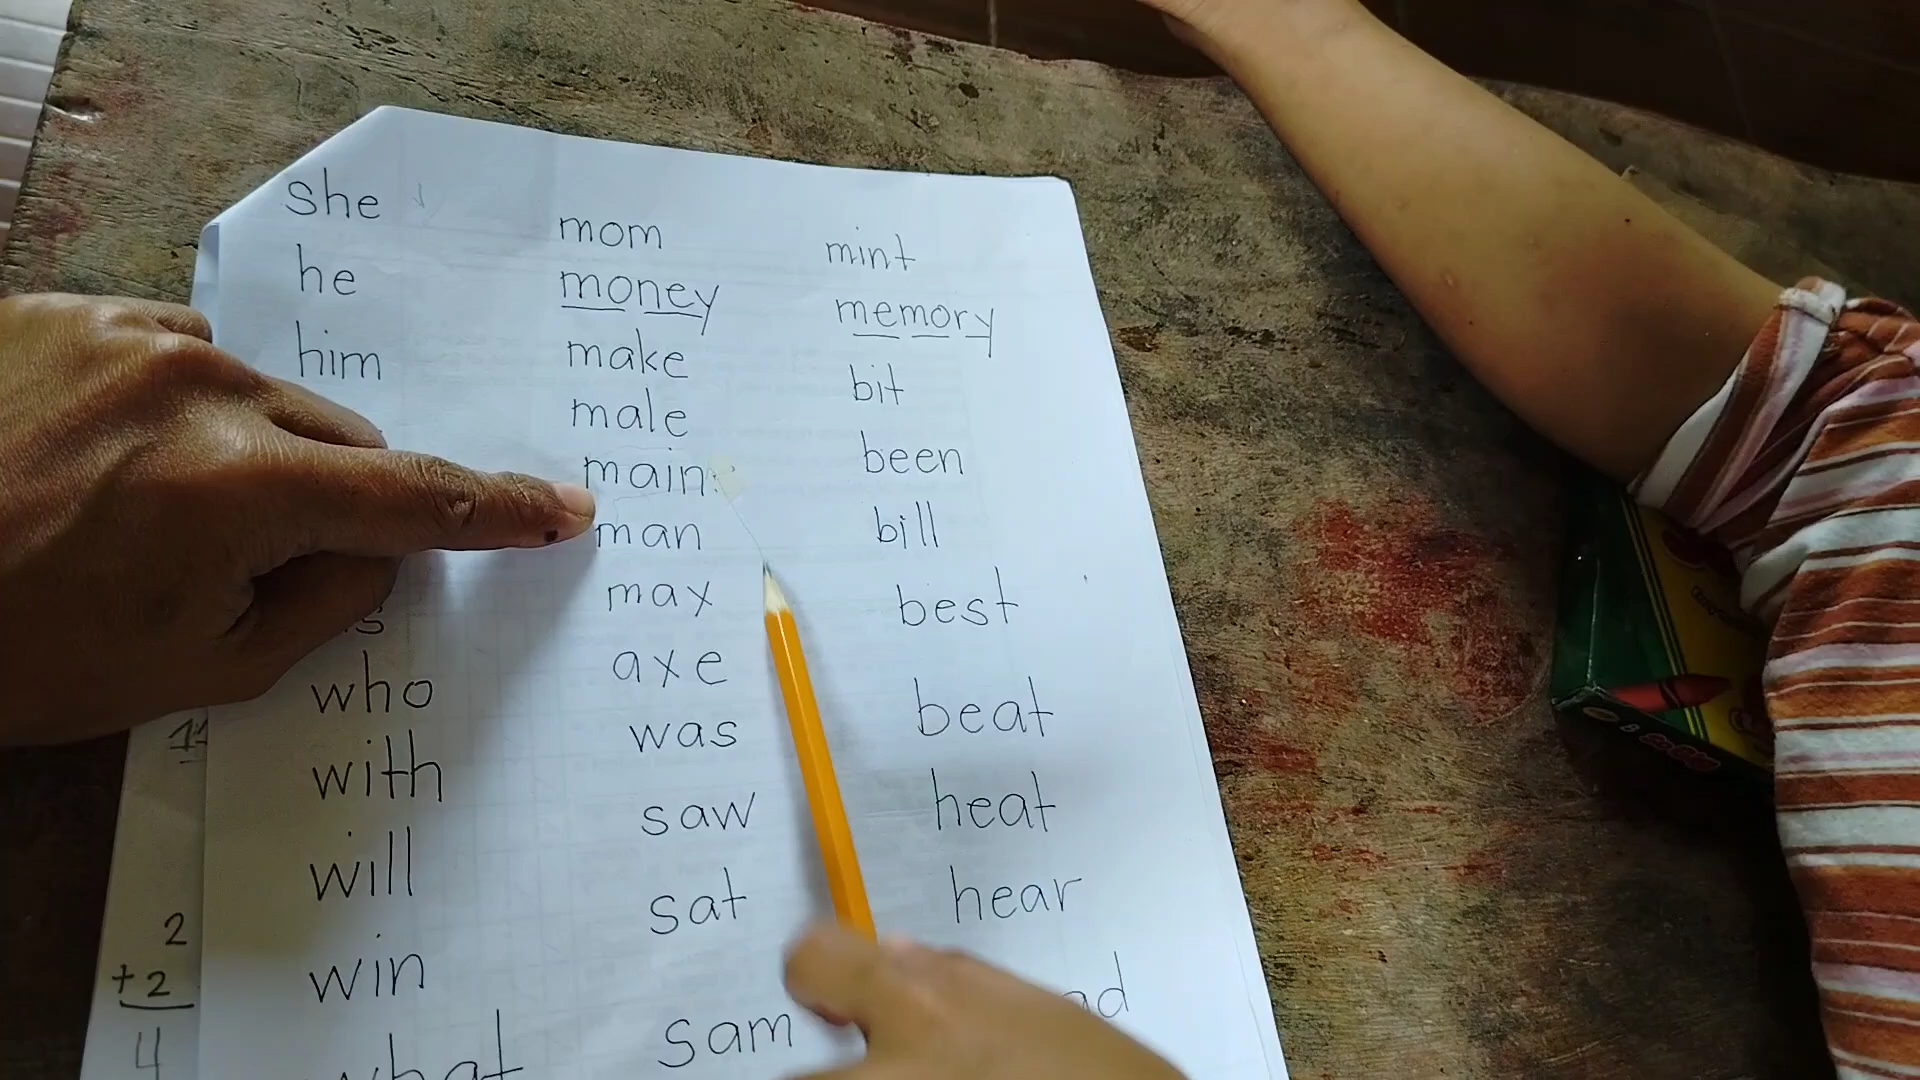 she
he
him
who
with
will
win
what
mom
money
make
male
main
man
max
axe
was
saw
sat
sam
mint
memory
bit
been
bill
best
beat
heat
hear
2
+2
4